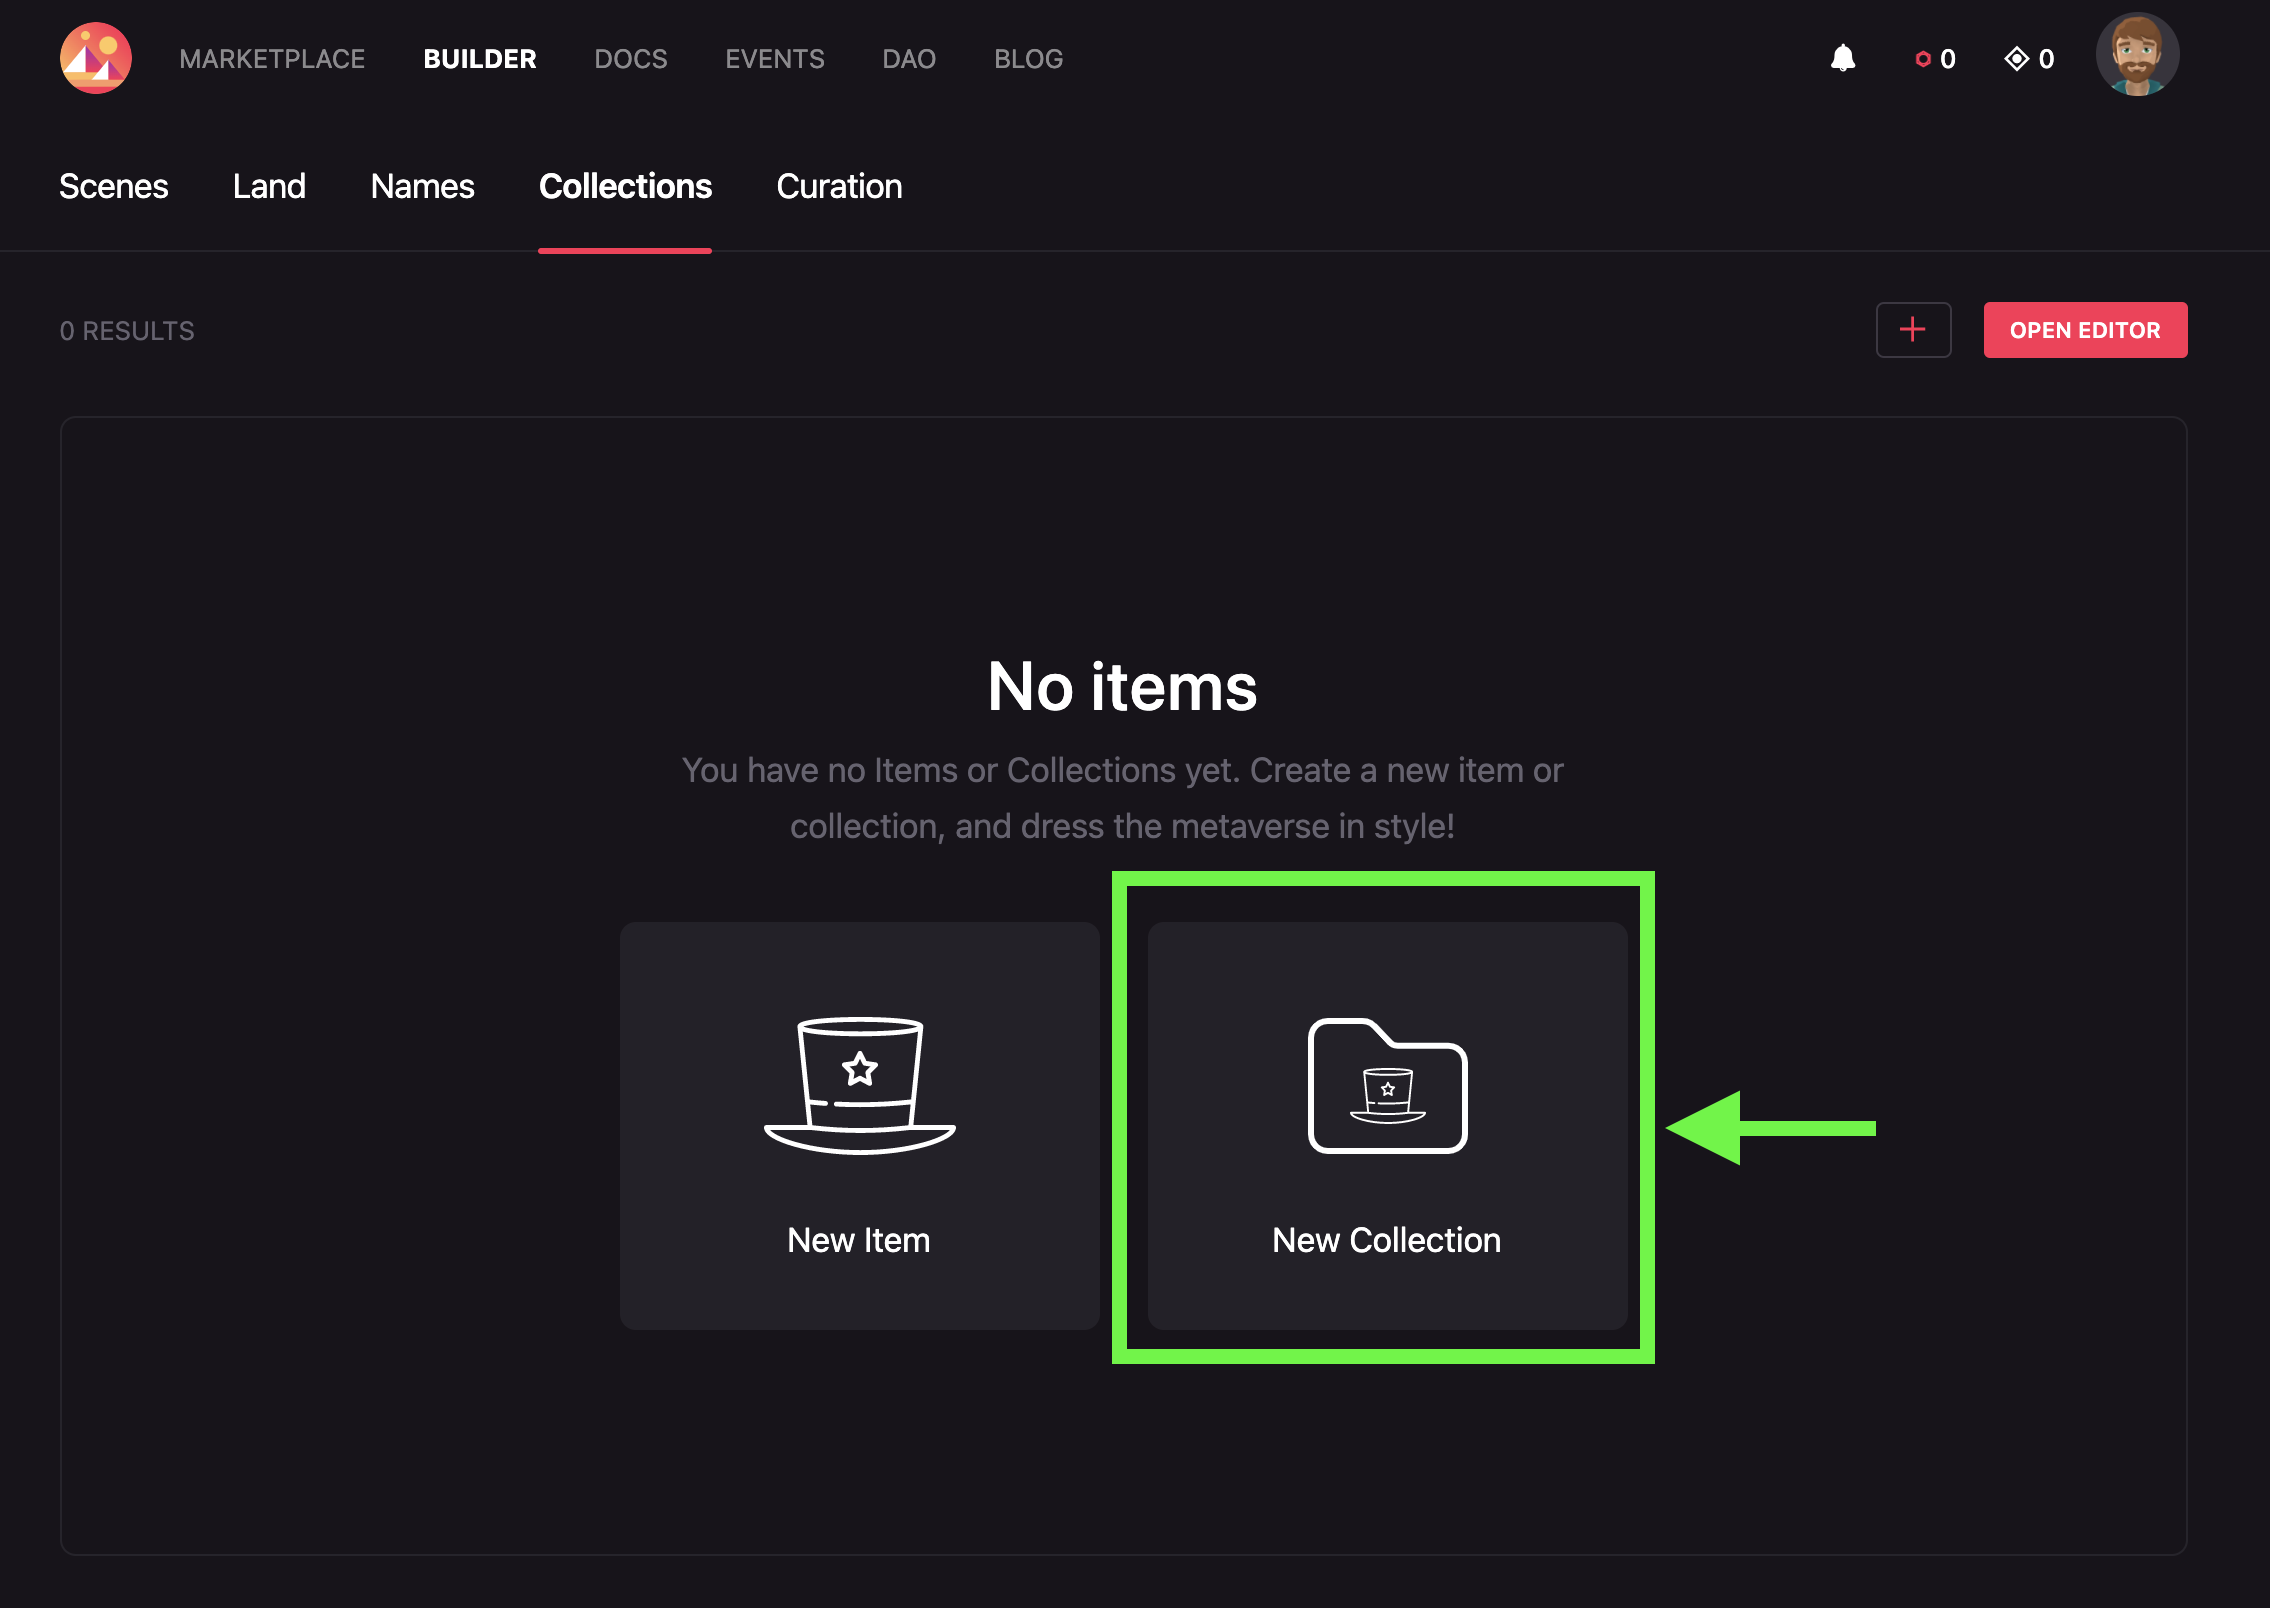 MARKETPLACE BUILDER DOCS EVENTS DAO BLOG 0 0
Scenes Land Names Collections Curation
0 RESULTS OPEN EDITOR
No items
You have no Items or Collections yet. Create a new item or
collection, and dress the metaverse in style!
New Item New Collection